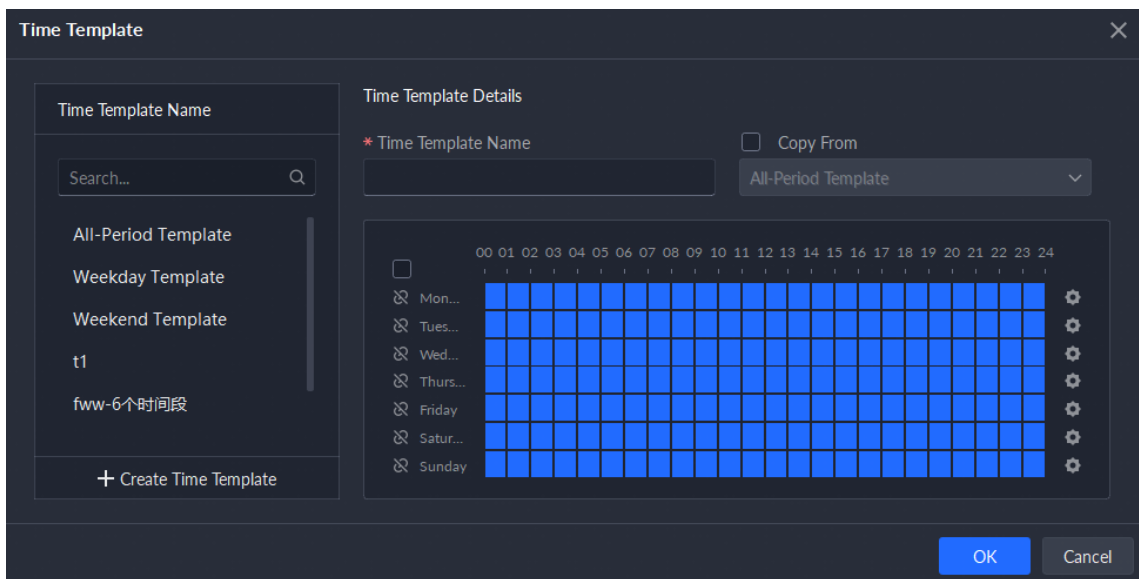 Time Template
Time Template Name
Search...
All-Period Template
Weekday Template
Weekend Template
t1
fww-6个时间段
Create Time Template
Time Template Details
* Time Template Name
Copy From
All-Period Template
00 01 02 03 04 05 06 07 08 09 10 11 12 13 14 15 16 17 18 19 20 21 22 23 24
Mon...
Tues...
Wed...
Thurs...
Friday
Satur...
Sunday
OK Cancel